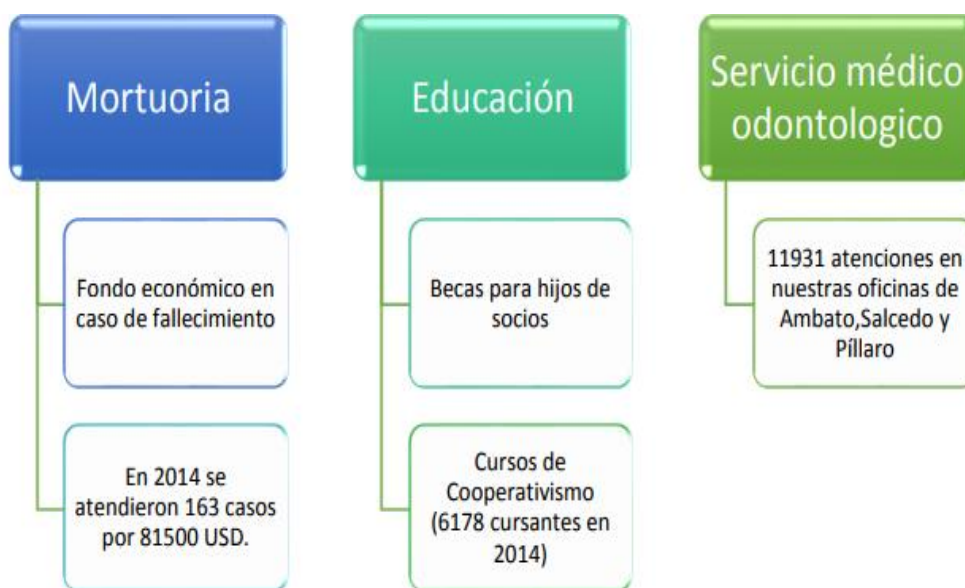 Mortuoria
Fondo económico en
caso de fallecimiento
En 2014 se
atendieron 163 casos
por 81500 USD.
Educación
Becas para hijos de
socios
Cursos de
Cooperativismo
(6178 cursantes en
2014)
Servicio médico
odontologico
11931 atenciones en
nuestras oficinas de
Ambato,Salcedo y
Píllaro